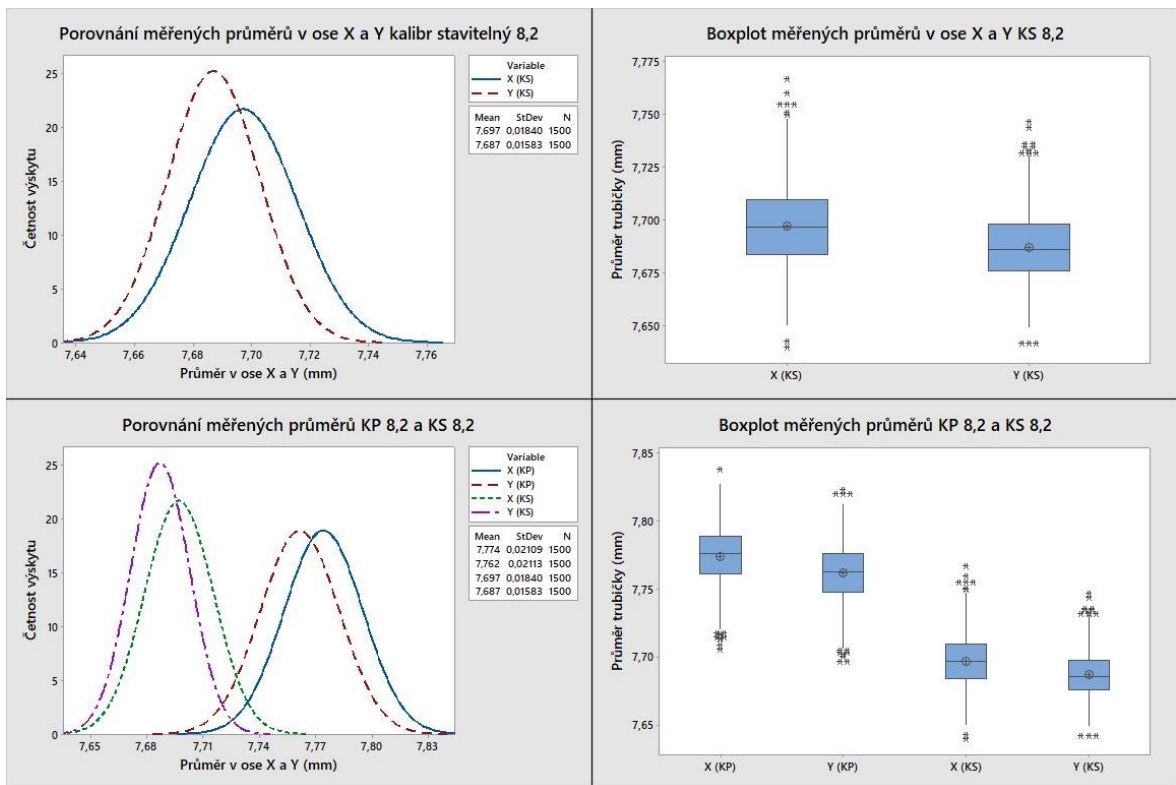 Porovnání měřených průměrů v ose X a Y kalibr stavitelný 8,2
25
20
15
10
5
0
Četnost výskytu
7,64 7,66 7,68 7,70 7,72 7,74 7,76
Průměr v ose X a Y (mm)
Variable
X (KS)
Y (KS)
Mean StDev N
7,697 0,01840 1500
7,687 0,01583 1500
Boxplot měřených průměrů v ose X a Y KS 8,2
7,775
7,750
7,725
7,700
7,675
7,650
Průměr trubičky (mm)
X (KS) Y (KS)
Porovnání měřených průměrů KP 8,2 a KS 8,2
25
20
15
10
5
0
Četnost výskytu
7,65 7,68 7,71 7,74 7,77 7,80 7,83
Průměr v ose X a Y (mm)
Variable
X (KP)
Y (KP)
X (KS)
Y (KS)
Mean StDev N
7,774 0,02109 1500
7,762 0,02113 1500
7,697 0,01840 1500
7,687 0,01583 1500
Boxplot měřených průměrů KP 8,2 a KS 8,2
7,85
7,80
7,75
7,70
7,65
Průměr trubičky (mm)
X (KP) Y (KP) X (KS) Y (KS)